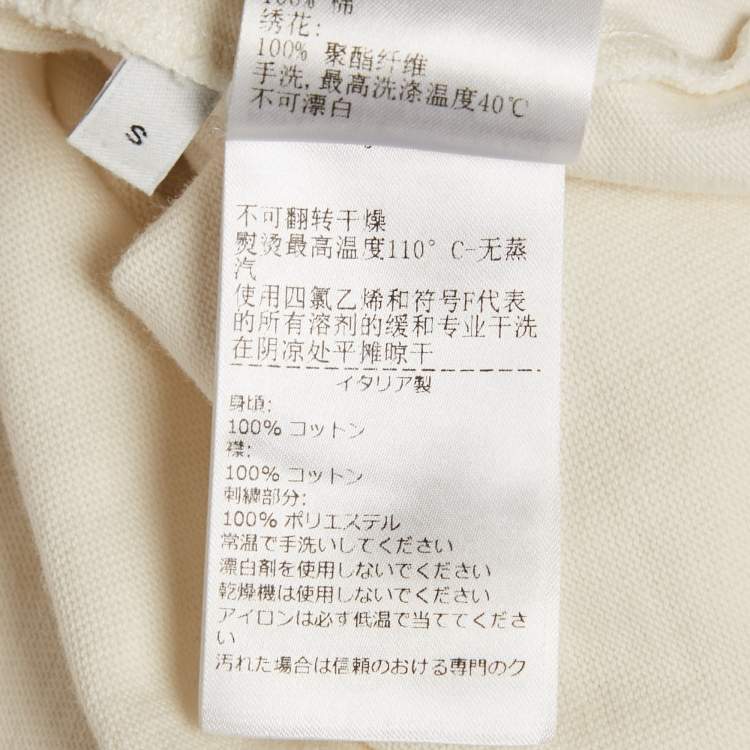 100% 棉
绣花:
100% 聚酯纤维
手洗,最高洗涤温度40℃
不可漂白
S
不可翻转干燥
熨烫最高温度110° C-无蒸
汽
使用四氯乙烯和符号F代表
的所有溶剂的缓和专业干洗
在阴凉处平摊晾干
イタリア製
身頃:
100% コットン
襟:
100% コットン
刺繍部分:
100% ポリエステル
常温で手洗いしてください
漂白剤を使用しないでください
乾燥機は使用しないでください
アイロンは必ず低温で当ててくださ
い
汚れた場合は信頼のおける専門のク